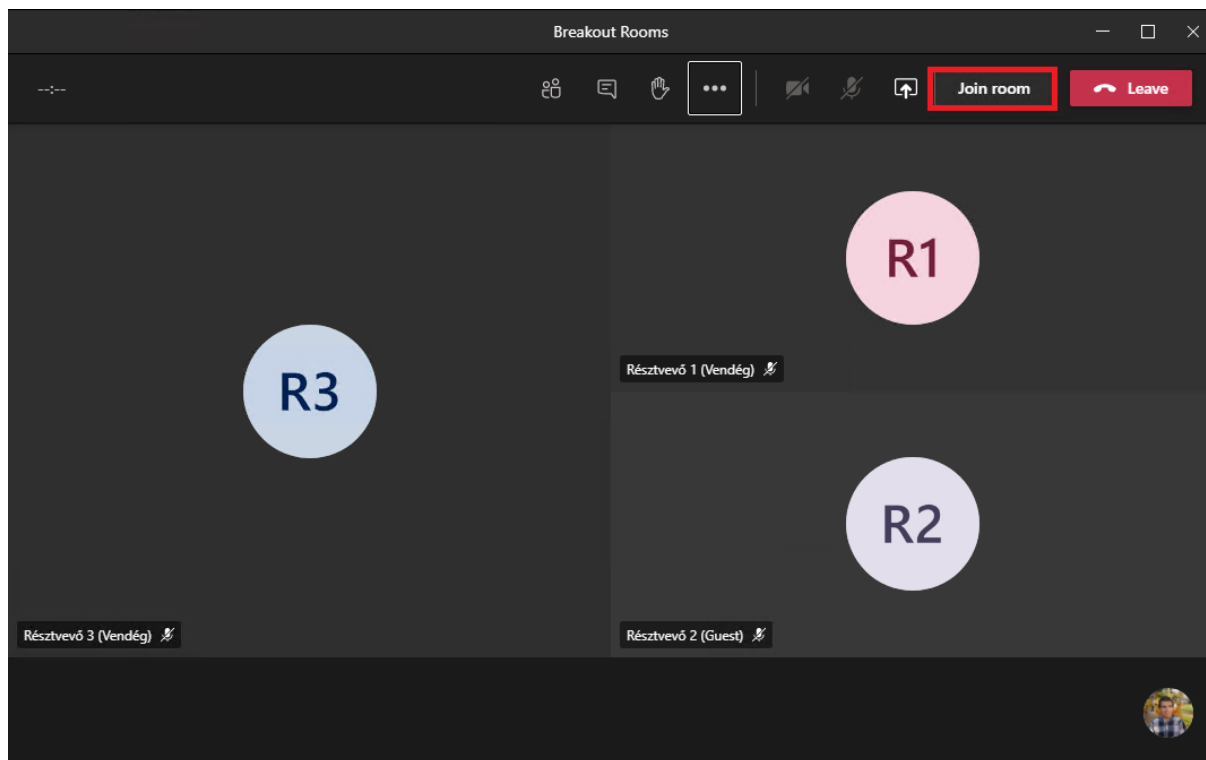 Breakout Rooms
--:--
Join room
Leave
R3
Résztvevő 3 (Vendég)
R1
Résztvevő 1 (Vendég)
R2
Résztvevő 2 (Guest)